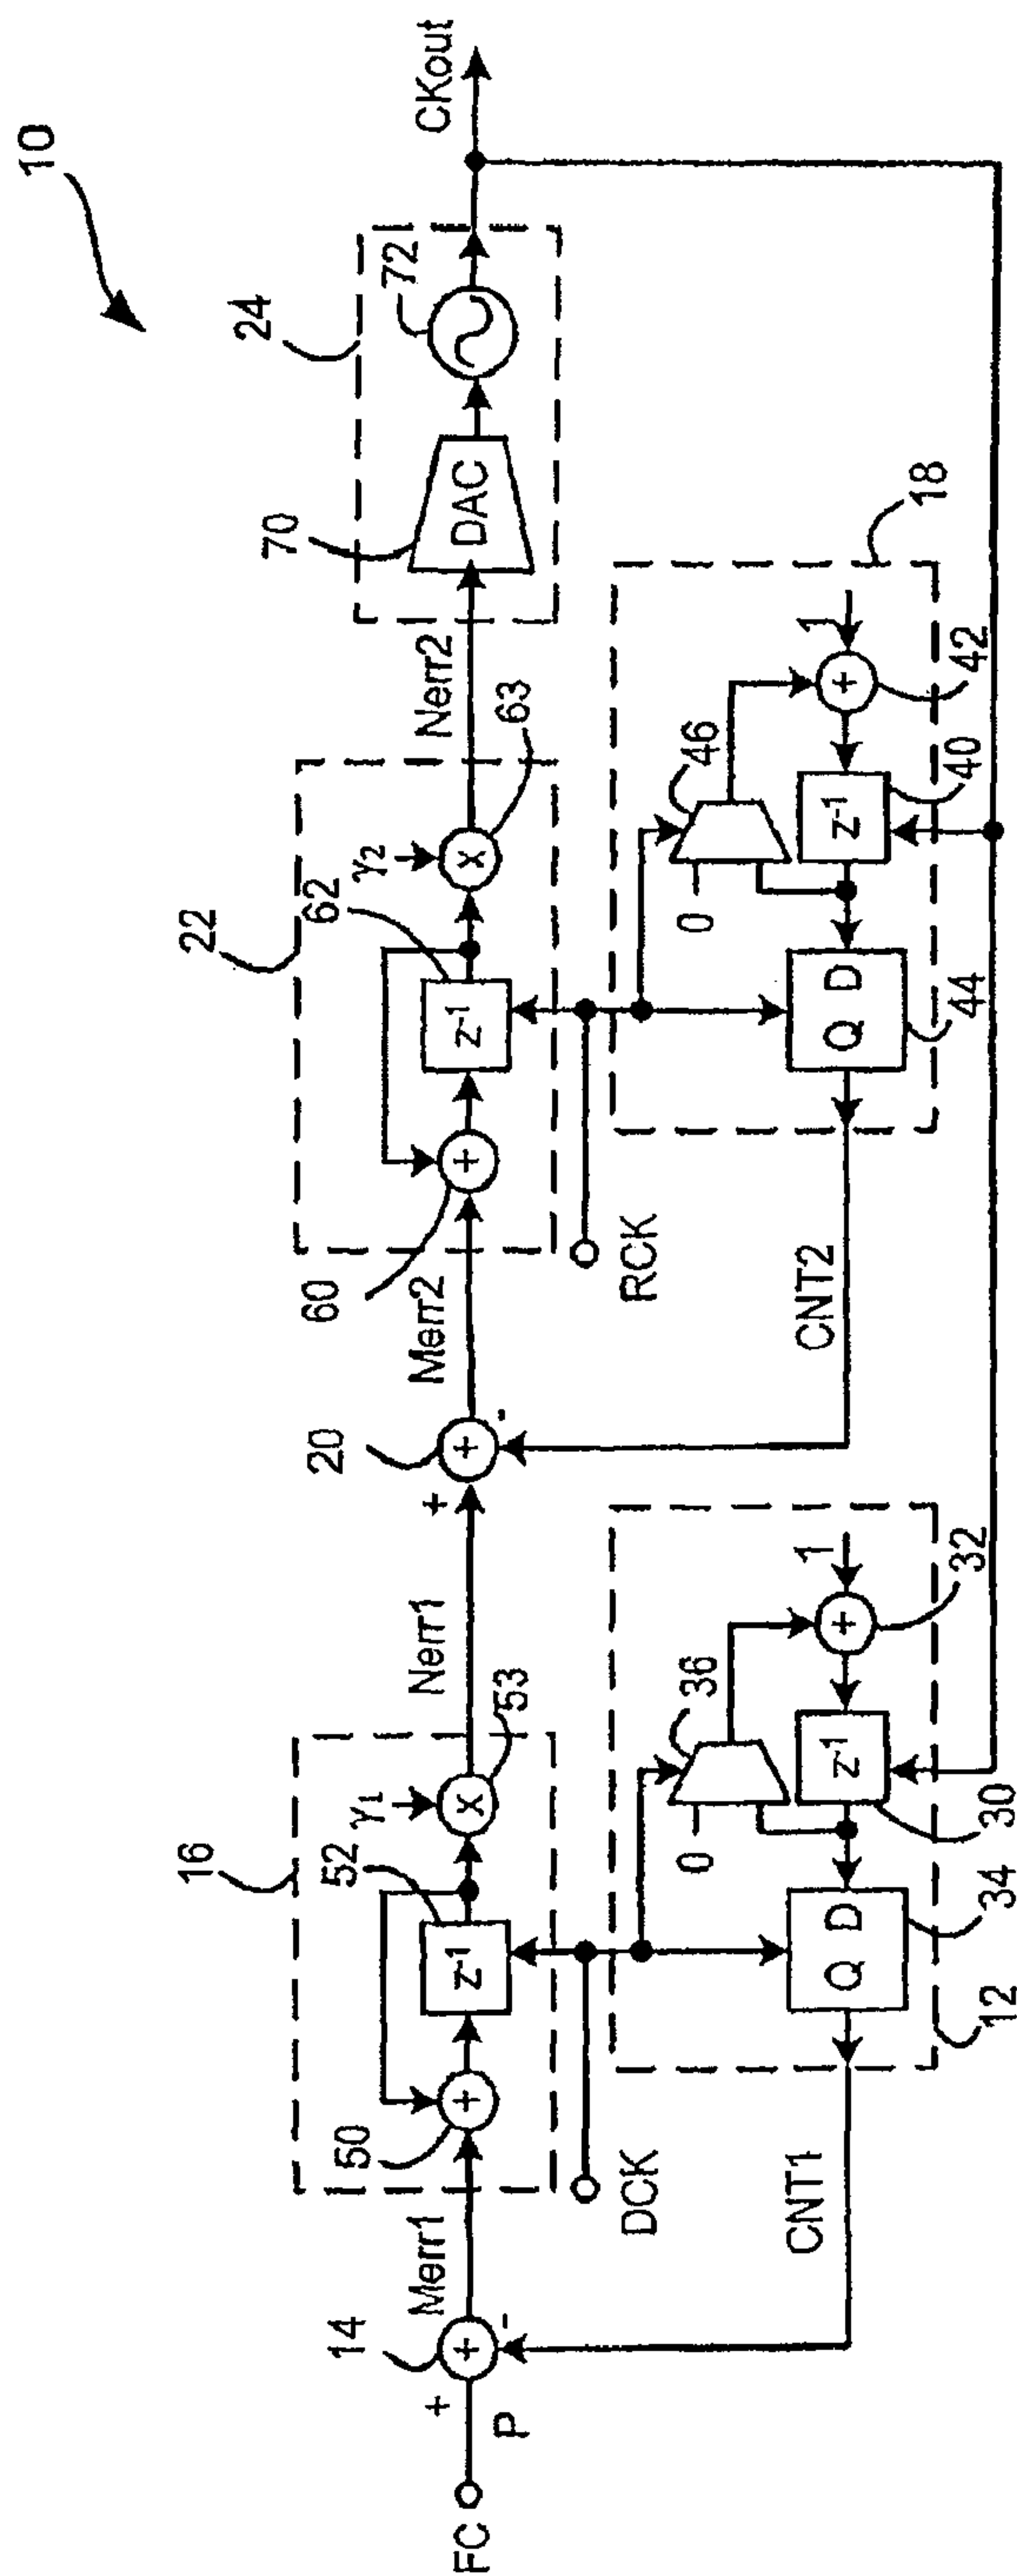 10
16
22
24
FC
P
+
14
+
-
Merr1
50
+
52
z-1
γ1
53
x
Nerr1
+
20
+
-
Merr2
60
+
62
z-1
γ2
63
x
Nerr2
70
DAC
72
CKout
DCK
RCK
CNT1
34
Q D
0
36
30
z-1
32
+
1
12
CNT2
44
Q D
0
46
40
z-1
42
+
1
18